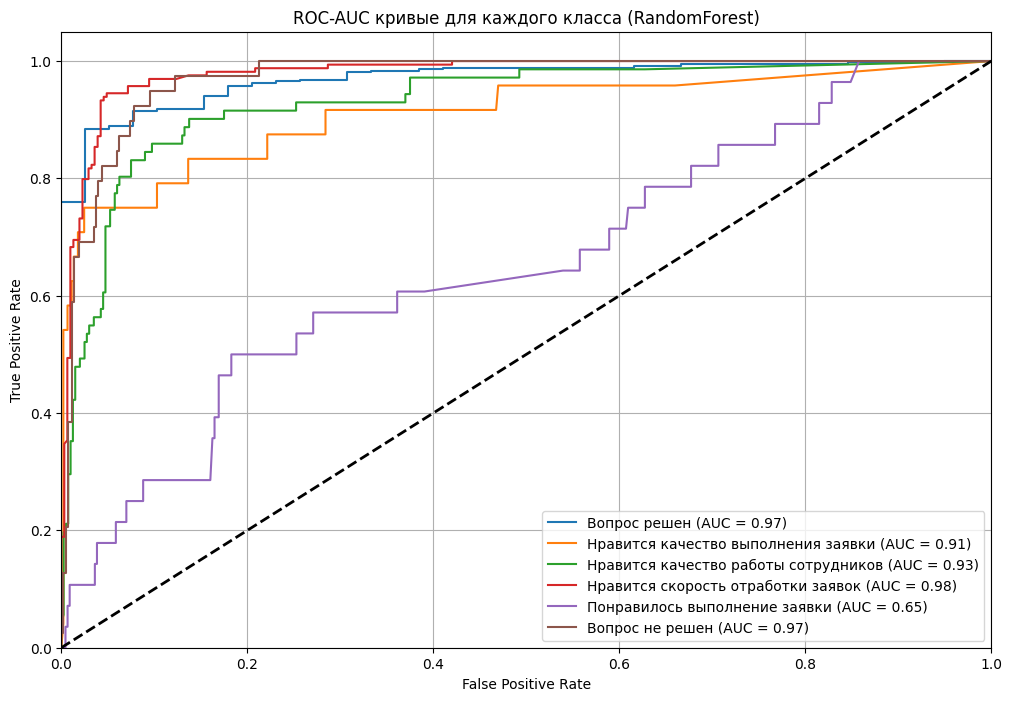 ROC-AUC кривые для каждого класса (RandomForest)
True Positive Rate
1.0
0.8
0.6
0.4
0.2
0.0
Вопрос решен (AUC = 0.97)
Нравится качество выполнения заявки (AUC = 0.91)
Нравится качество работы сотрудников (AUC = 0.93)
Нравится скорость отработки заявок (AUC = 0.98)
Понравилось выполнение заявки (AUC = 0.65)
Вопрос не решен (AUC = 0.97)
0.0 0.2 0.4 0.6 0.8 1.0
False Positive Rate